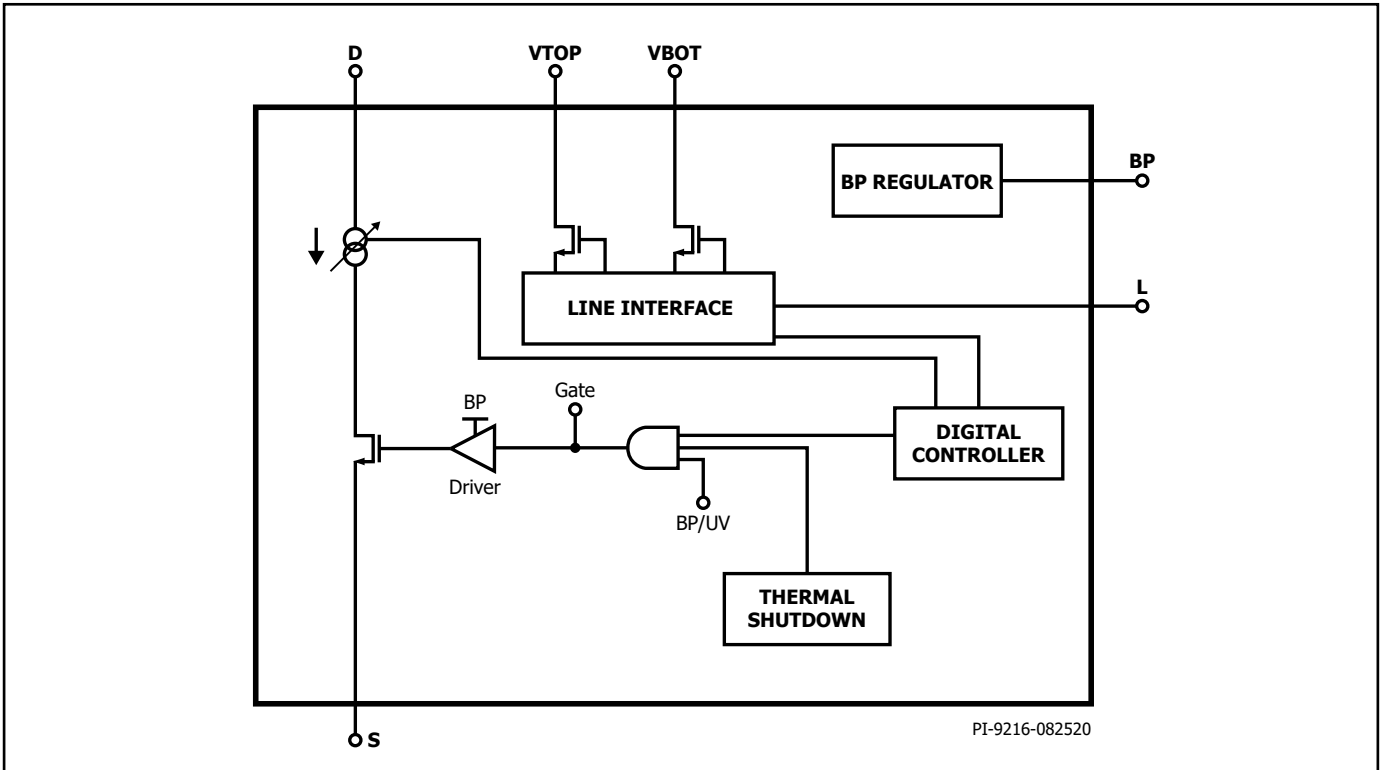 D
VTOP
VBOT
BP REGULATOR
BP
LINE INTERFACE
L
Gate
BP
Driver
BP/UV
DIGITAL
CONTROLLER
THERMAL
SHUTDOWN
PI-9216-082520
S